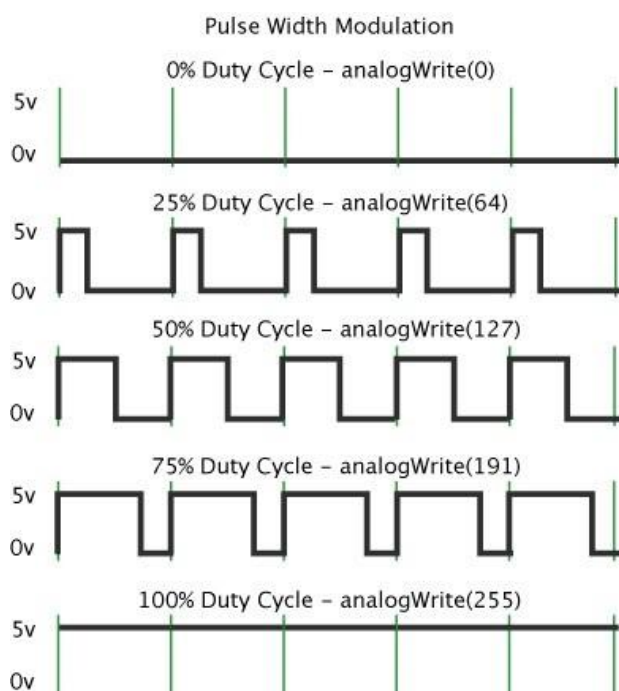 Pulse Width Modulation
0% Duty Cycle – analogWrite(0)
5v
0v
25% Duty Cycle – analogWrite(64)
5v
0v
50% Duty Cycle – analogWrite(127)
5v
0v
75% Duty Cycle – analogWrite(191)
5v
0v
100% Duty Cycle – analogWrite(255)
5v
0v